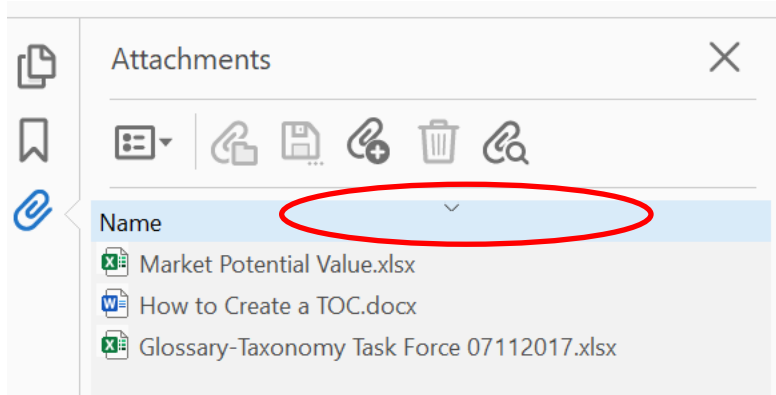 Attachments
Name
Market Potential Value.xlsx
How to Create a TOC.docx
Glossary-Taxonomy Task Force 07112017.xlsx